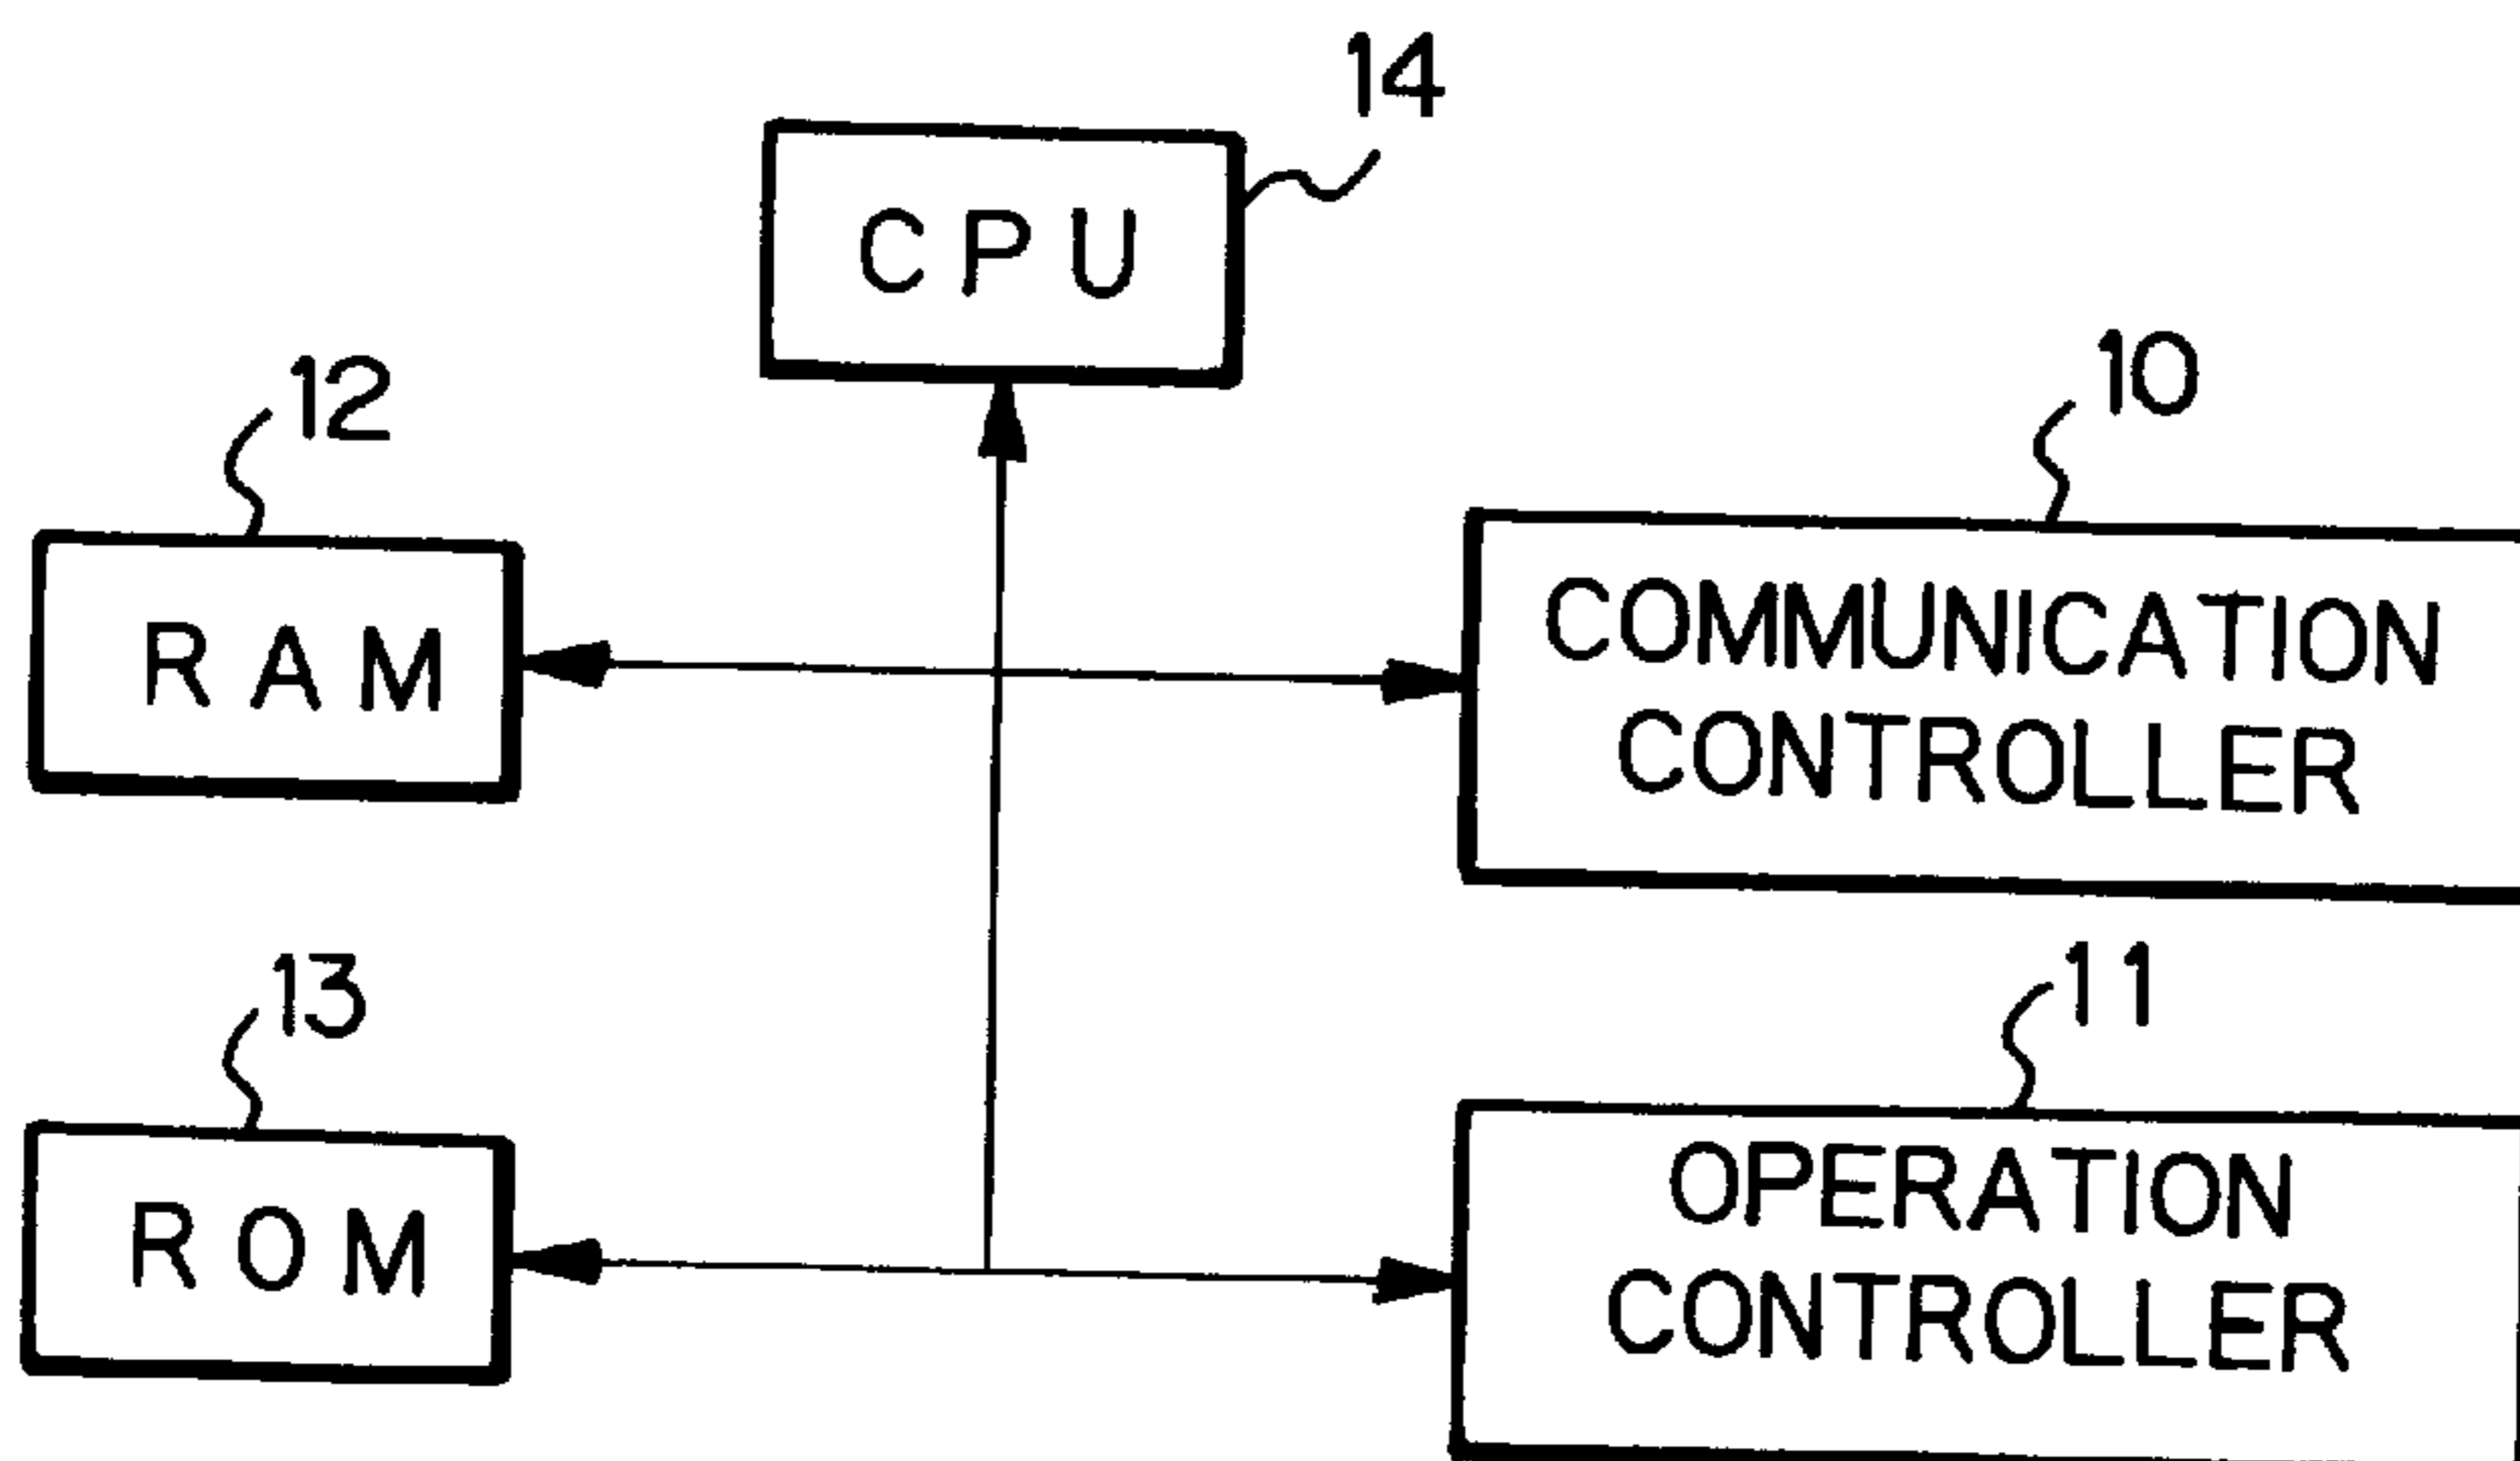 14
CPU
12
10
RAM
COMMUNICATION
CONTROLLER
13
11
ROM
OPERATION
CONTROLLER